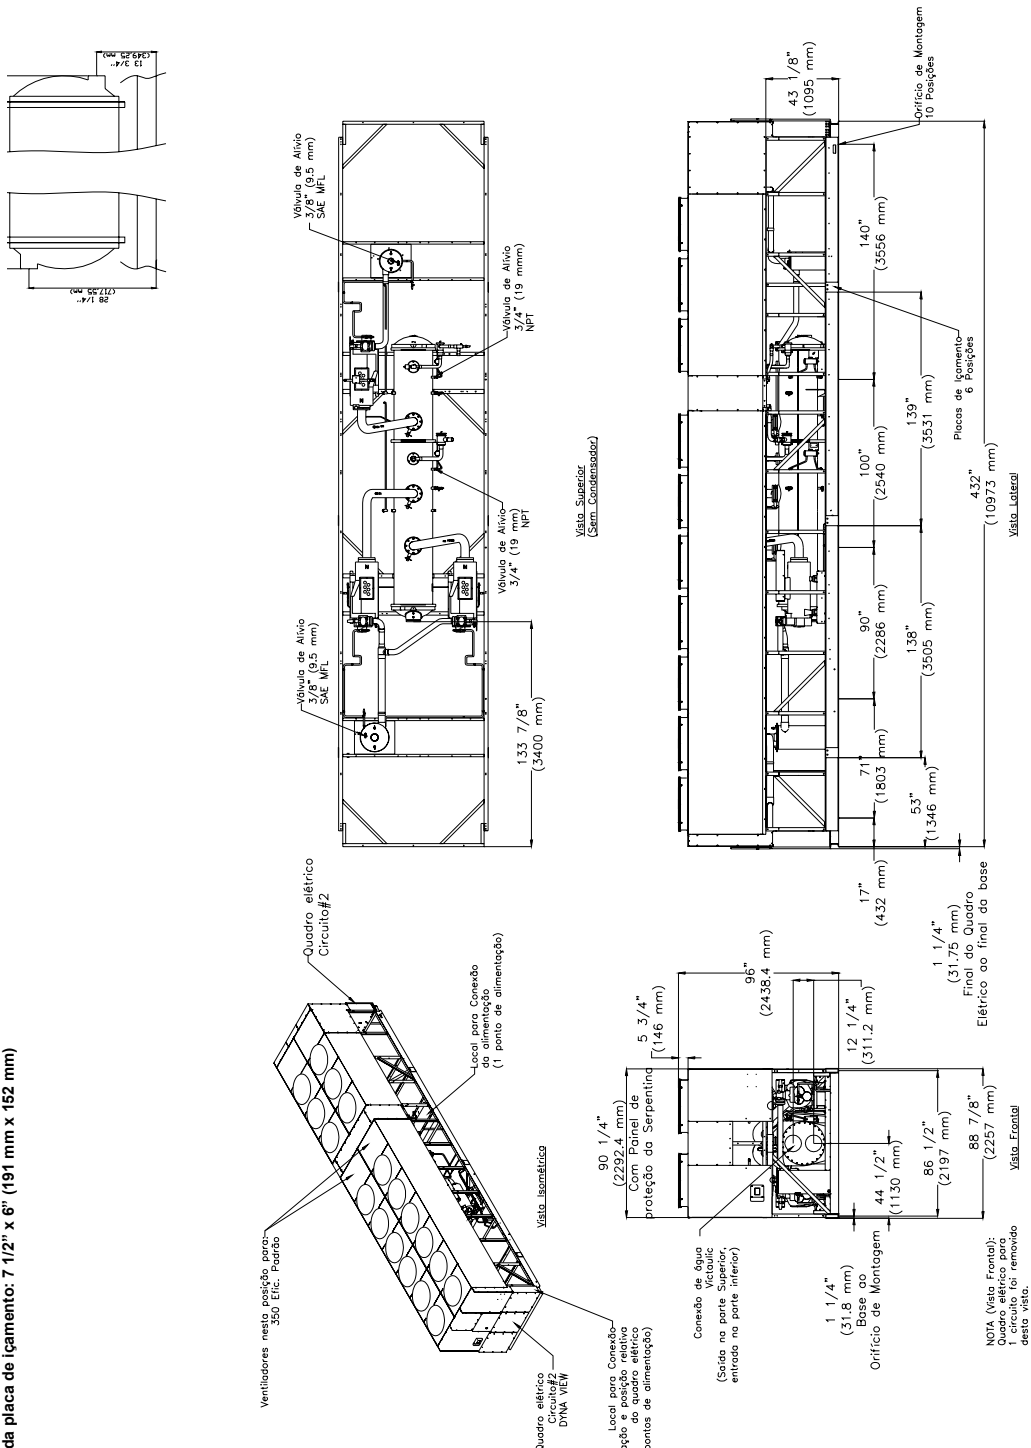 da placa de içamento: 7 1/2” x 6” (191 mm x 152 mm)
13 3/4"
(349.25 mm)
28 1/4"
(717.55 mm)
Válvula de Alívio
3/8" (9.5 mm)
SAE MFL
Válvula de Alívio
3/4" (19 mmm)
NPT
Válvula de Alívio
3/4" (19 mm)
NPT
Válvula de Alívio
3/8" (9.5 mm)
SAE MFL
133 7/8"
(3400 mm)
Vista Superior
(Sem Condensador)
43 1/8"
(1095 mm)
Orifício de Montagem
10 Posições
140"
(3556 mm)
Placas de Içamento
6 Posições
139"
(3531 mm)
100"
(2540 mm)
432"
(10973 mm)
90"
(2286 mm)
138"
(3505 mm)
71"
(1803 mm)
53"
(1346 mm)
17"
(432 mm)
1 1/4"
(31.75 mm)
Final do Quadro
Elétrico ao final da base
Vista Lateral
Quadro elétrico
Circuito#2
Local para Conexão
da alimentação
(1 ponto de alimentação)
Ventiladores nesta posição para
350 Efic. Padrão
Vista Isométrica
Quadro elétrico
Circuito#2
DYNA VIEW
Local para Conexão
ação e posição relativa
do quadro elétrico
pontos de alimentação)
96"
(2438.4 mm)
5 3/4"
(146 mm)
12 1/4"
(311.2 mm)
90 1/4"
(2292.4 mm)
Com Painel de
proteção da Serpentina
Conexão de água
Victaulic
(Saída na parte Superior,
entrada na parte inferior)
44 1/2"
(1130 mm)
86 1/2"
(2197 mm)
88 7/8"
(2257 mm)
1 1/4"
(31.8 mm)
Base ao
Orifício de Montagem
Vista Frontal
NOTA (Vista Frontal):
Quadro elétrico para
1 circuito foi removido
desta vista.